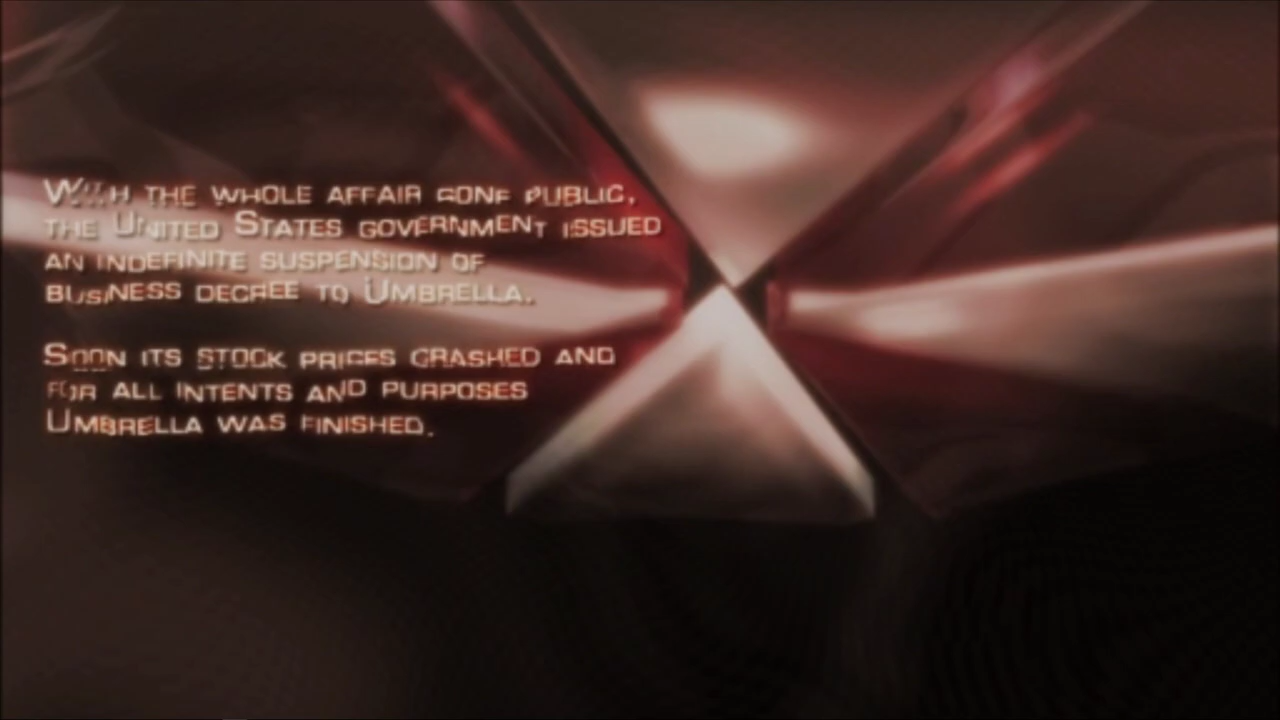 With the whole affair gone public,
the United States government issued
an indefinite suspension of
business decree to Umbrella.
Soon its stock prices crashed and
for all intents and purposes
Umbrella was finished.